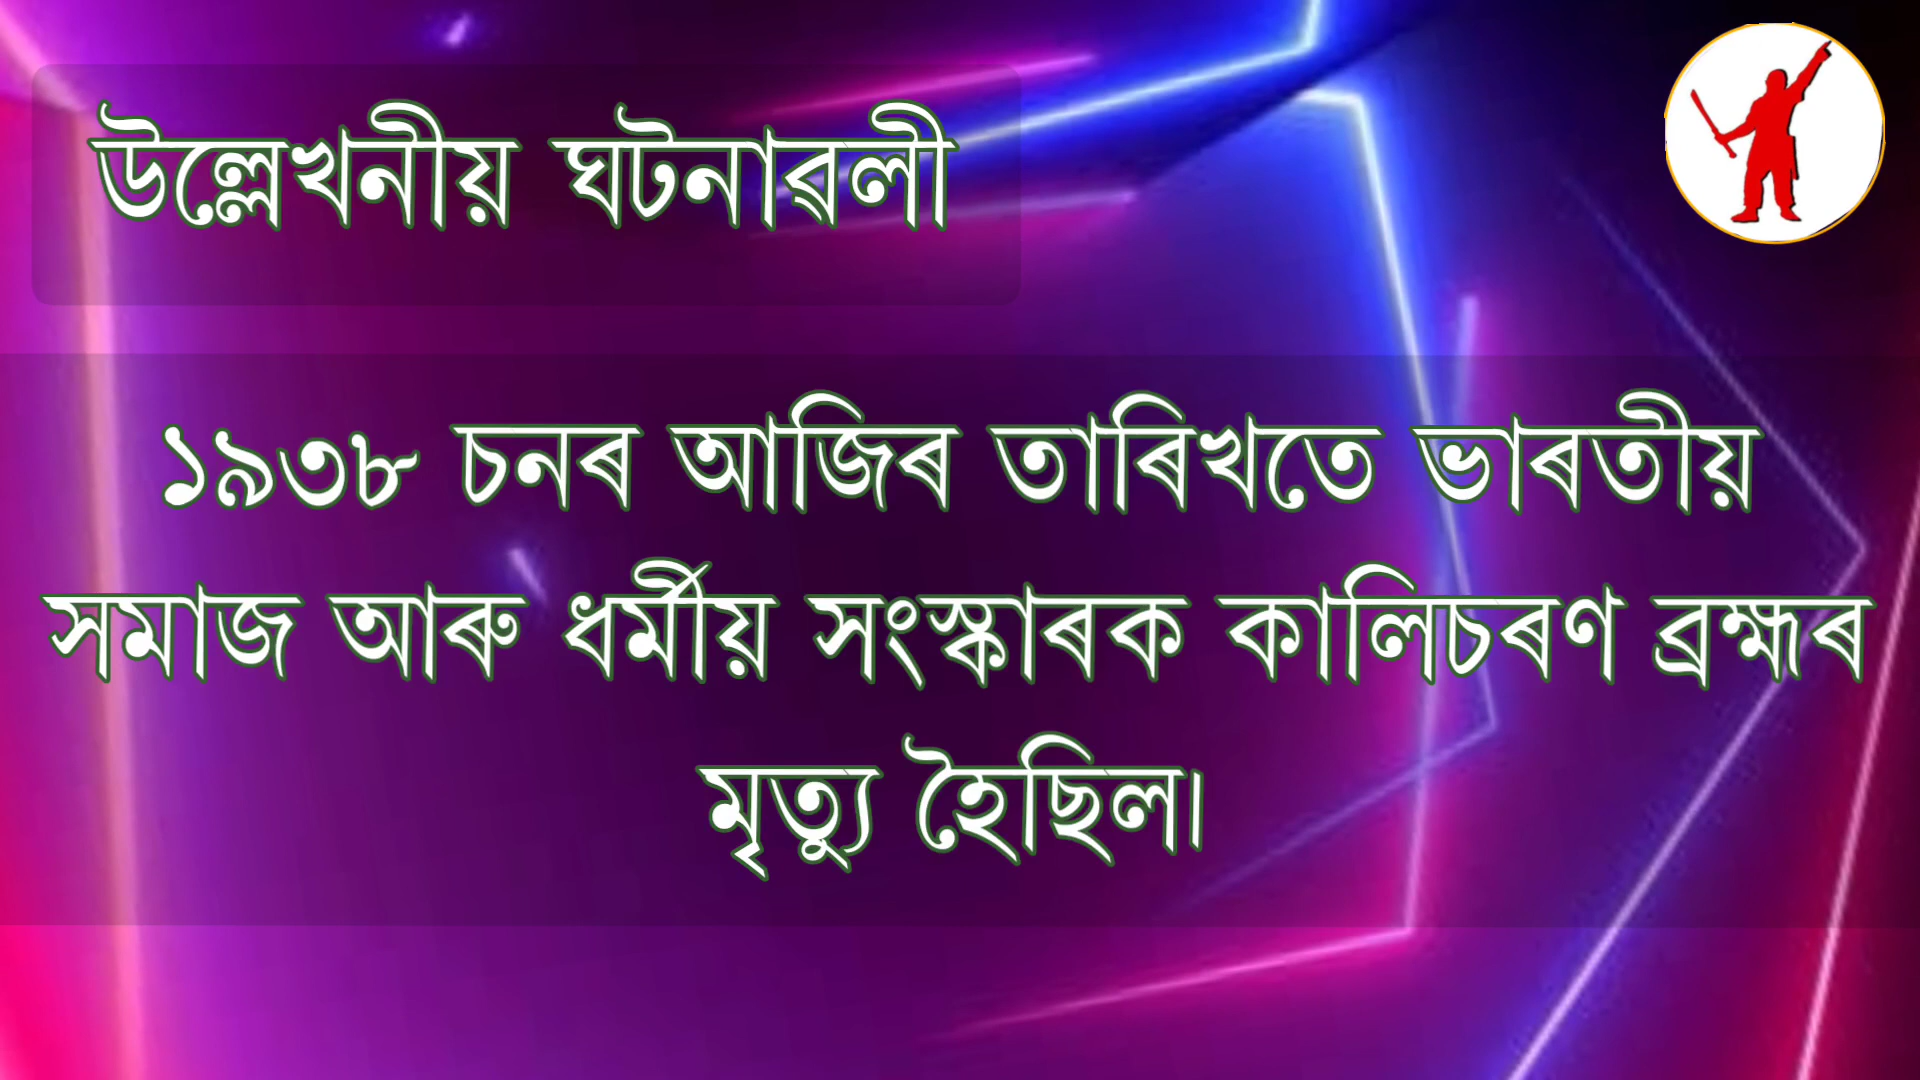 উল্লেখনীয় ঘটনাৱলী
১৯৩৮ চনৰ আজিৰ তাৰিখতে ভাৰতীয়
সমাজ আৰু ধৰ্মীয় সংস্কাৰক কালিচৰণ ব্ৰহ্মৰ
মৃত্যু হৈছিল।